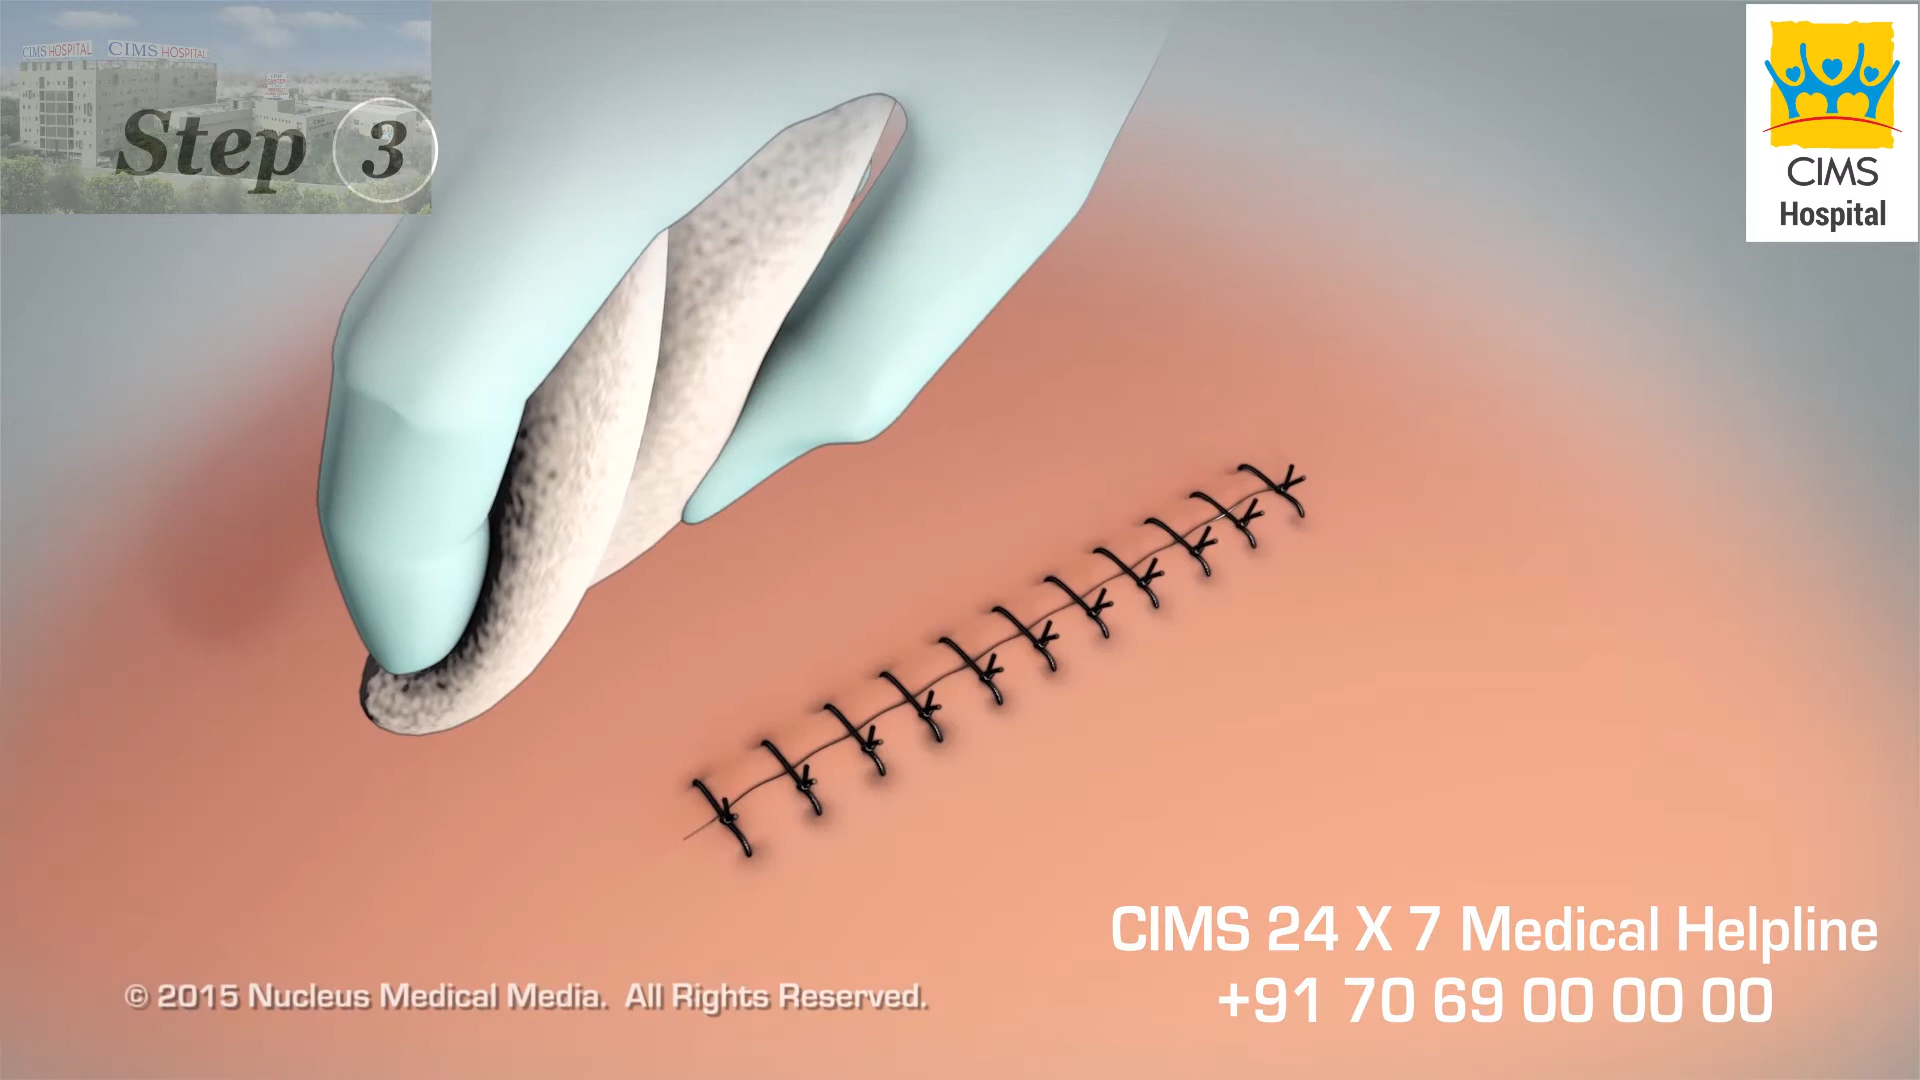 CIMS HOSPITAL CIMS HOSPITAL
Step 3
CIMS
Hospital
CIMS 24 X 7 Medical Helpline
+91 70 69 00 00 00
© 2015 Nucleus Medical Media. All Rights Reserved.